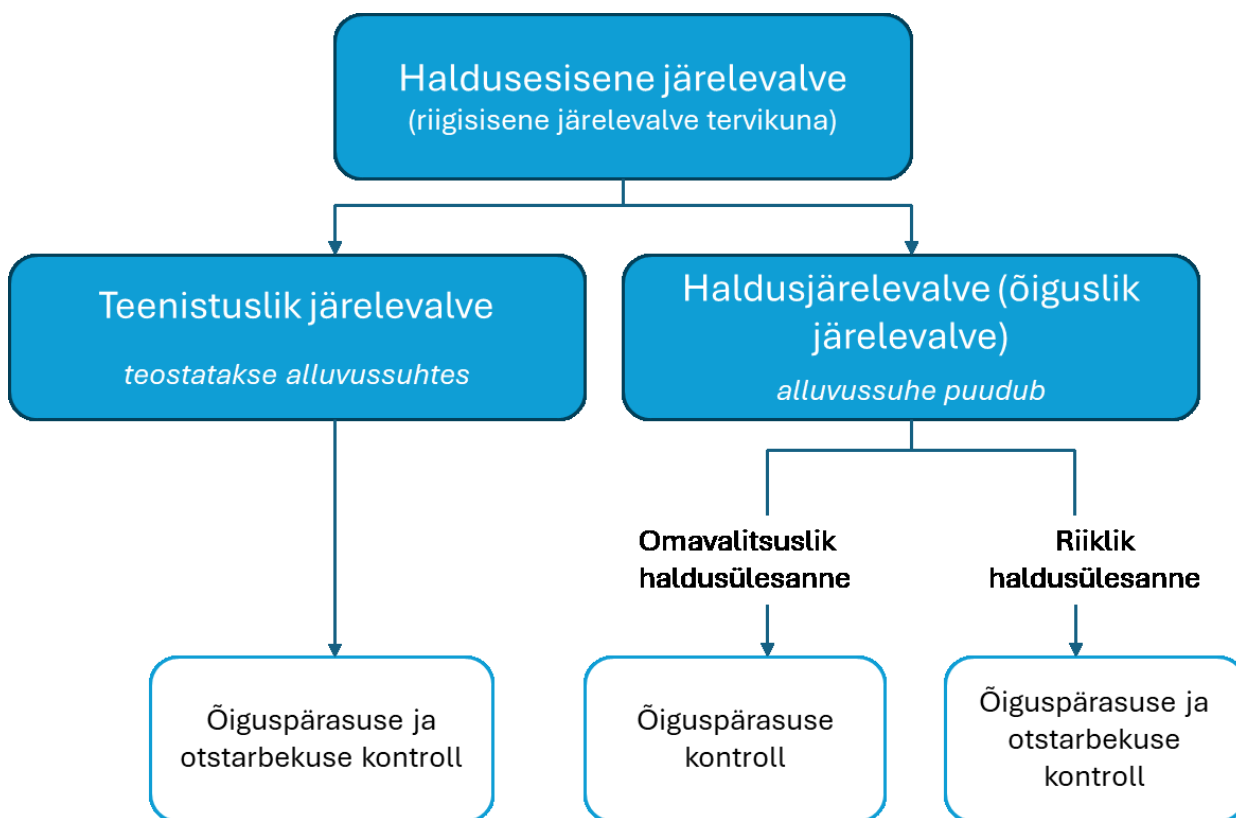 Haldusesisene järelevalve
(riigisisene järelevalve tervikuna)
Teenistuslik järelevalve
teostatakse alluvussuhtes
Haldusjärelevalve (õiguslik
järelevalve)
alluvussuhe puudub
Omavalitsuslik
haldusülesanne
Riiklik
haldusülesanne
Õiguspärasuse ja
otstarbekuse kontroll
Õiguspärasuse
kontroll
Õiguspärasuse ja
otstarbekuse
kontroll